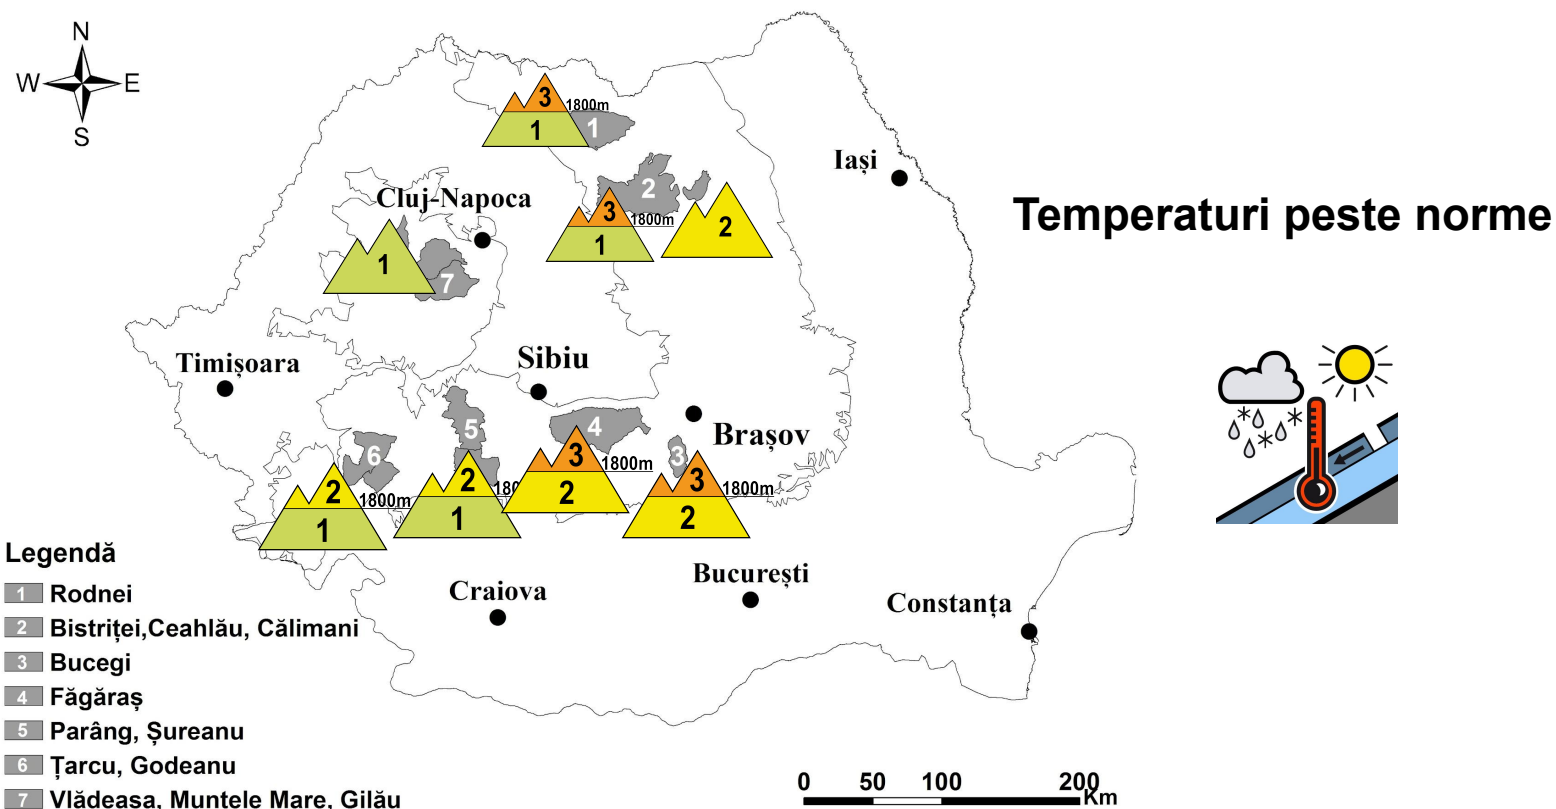 N
W E
S
3
1800m
1
1
Iași
2
Cluj-Napoca
3
1800m
2
1
Temperaturi peste norme
1
7
Timișoara
Sibiu
Brașov
4
5
6
3
3
1800m
2
2
2
3
1800m
2
1800m
180
1
1
Legendă
1 Rodnei
2 Bistriței,Ceahlău, Călimani
3 Bucegi
4 Făgăraș
5 Parâng, Șureanu
6 Țarcu, Godeanu
7 Vlădeasa, Muntele Mare, Gilău
Craiova
București
Constanța
0 50 100 200
Km